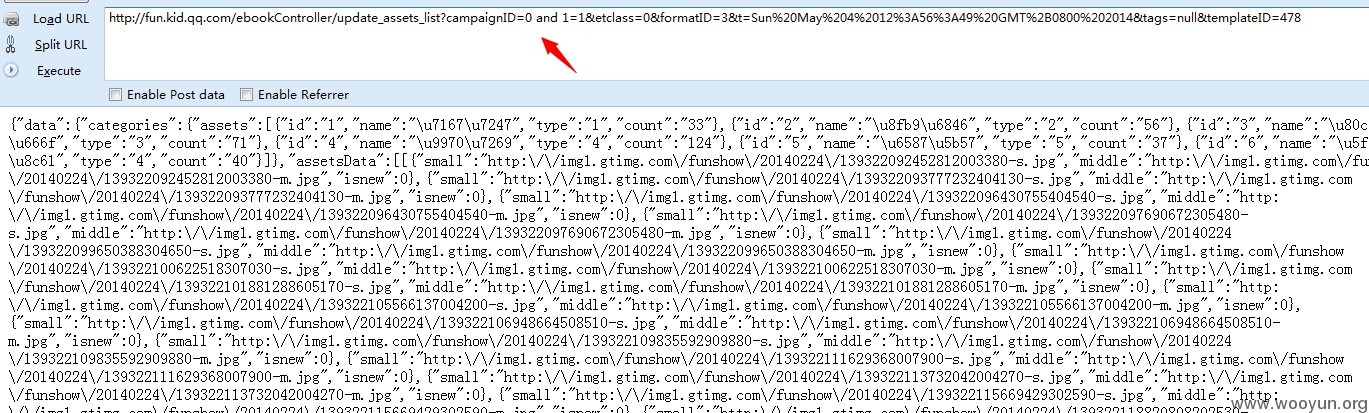 Load URL
http://fun.kid.qq.com/ebookController/update_assets_list?campaignID=0 and 1=1&etclass=0&formatID=3&t=Sun%20May%204%2012%3A56%3A49%20GMT%2B0800%202014&tags=null&templateID=478
Split URL
Execute
Enable Post data Enable Referrer
{"data":{"categories":{"assets":[{"id":"1","name":"\u7167\u7247","type":"1","count":"33"},{"id":"2","name":"\u8fb9\u6846","type":"2","count":"56"},{"id":"3","name":"\u80c
\u666f","type":"3","count":"71"},{"id":"4","name":"\u9970\u7269","type":"4","count":"124"},{"id":"5","name":"\u6587\u5b57","type":"5","count":"37"},{"id":"6","name":"\u5f
\u8c61","type":"4","count":"40"}]},"assetsData":[[{"small":"http:\/\/img1.gtimg.com\/funshow\/20140224\/139322092452812003380-s.jpg","middle":"http:\/\/img1.gtimg.com\/funshow
\/20140224\/139322092452812003380-m.jpg","isnew":0},{"small":"http:\/\/img1.gtimg.com\/funshow\/20140224\/139322093777232404130-s.jpg","middle":"http:\/\/img1.gtimg.com
\/funshow\/20140224\/139322093777232404130-m.jpg","isnew":0},{"small":"http:\/\/img1.gtimg.com\/funshow\/20140224\/139322096430755404540-s.jpg","middle":"http:
\/\/img1.gtimg.com\/funshow\/20140224\/139322096430755404540-m.jpg","isnew":0},{"small":"http:\/\/img1.gtimg.com\/funshow\/20140224\/139322097690672305480-
s.jpg","middle":"http:\/\/img1.gtimg.com\/funshow\/20140224\/139322097690672305480-m.jpg","isnew":0},{"small":"http:\/\/img1.gtimg.com\/funshow\/20140224
\/139322099650388304650-s.jpg","middle":"http:\/\/img1.gtimg.com\/funshow\/20140224\/139322099650388304650-m.jpg","isnew":0},{"small":"http:\/\/img1.gtimg.com\/funshow
\/20140224\/139322100622518307030-s.jpg","middle":"http:\/\/img1.gtimg.com\/funshow\/20140224\/139322100622518307030-m.jpg","isnew":0},{"small":"http:\/\/img1.gtimg.com
\/funshow\/20140224\/139322101881288605170-s.jpg","middle":"http:\/\/img1.gtimg.com\/funshow\/20140224\/139322101881288605170-m.jpg","isnew":0},{"small":"http:
\/\/img1.gtimg.com\/funshow\/20140224\/139322105566137004200-s.jpg","middle":"http:\/\/img1.gtimg.com\/funshow\/20140224\/139322105566137004200-m.jpg","isnew":0},
{"small":"http:\/\/img1.gtimg.com\/funshow\/20140224\/139322106948664508510-s.jpg","middle":"http:\/\/img1.gtimg.com\/funshow\/20140224\/139322106948664508510-
m.jpg","isnew":0},{"small":"http:\/\/img1.gtimg.com\/funshow\/20140224\/139322109835592909880-s.jpg","middle":"http:\/\/img1.gtimg.com\/funshow\/20140224
\/139322109835592909880-m.jpg","isnew":0},{"small":"http:\/\/img1.gtimg.com\/funshow\/20140224\/139322111629368007900-s.jpg","middle":"http:\/\/img1.gtimg.com\/funshow
\/20140224\/139322111629368007900-m.jpg","isnew":0},{"small":"http:\/\/img1.gtimg.com\/funshow\/20140224\/139322113732042004270-s.jpg","middle":"http:\/\/img1.gtimg.com
\/funshow\/20140224\/139322113732042004270-m.jpg","isnew":0},{"small":"http:\/\/img1.gtimg.com\/funshow\/20140224\/139322115669429302590-s.jpg","middle":"http:
www.wooyun.org